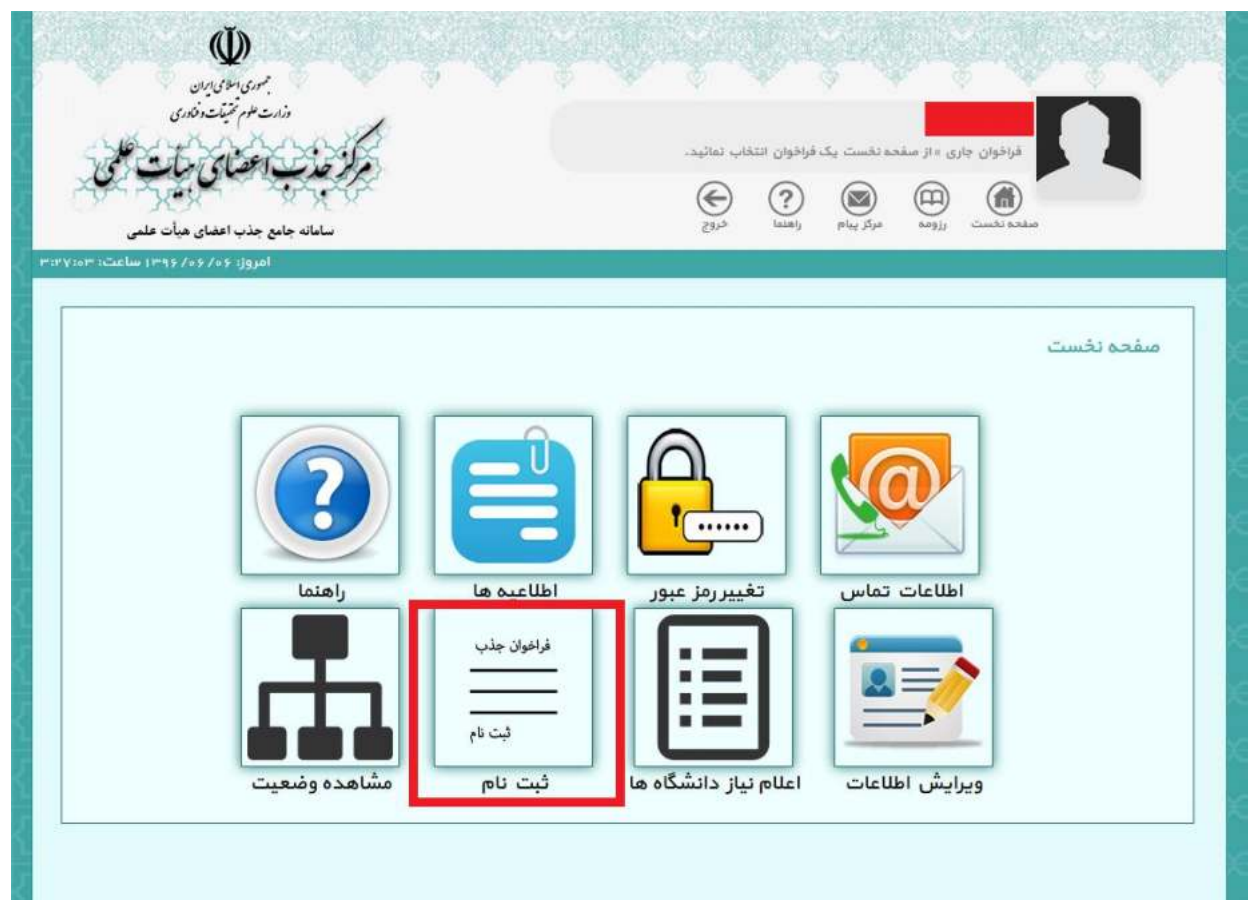 جمهوری اسلامی ایران
وزارت علوم تحقیقات و فناوری
مرکز جذب اعضای هیأت علمی
سامانه جامع جذب اعضای هیأت علمی
فراخوان جاری » از صفحه نخست یک فراخوان انتخاب نمائید.
صفحه نخست رزومه مرکز پیام راهنما خروج
امروز: ۱۳۹۶/۰۶/۰۶ ساعت: ۳:۲۷:۰۳
صفحه نخست
اطلاعات تماس تغییر رمز عبور اطلاعیه ها راهنما
فراخوان جذب
ثبت نام
ویرایش اطلاعات اعلام نیاز دانشگاه ها ثبت نام مشاهده وضعیت